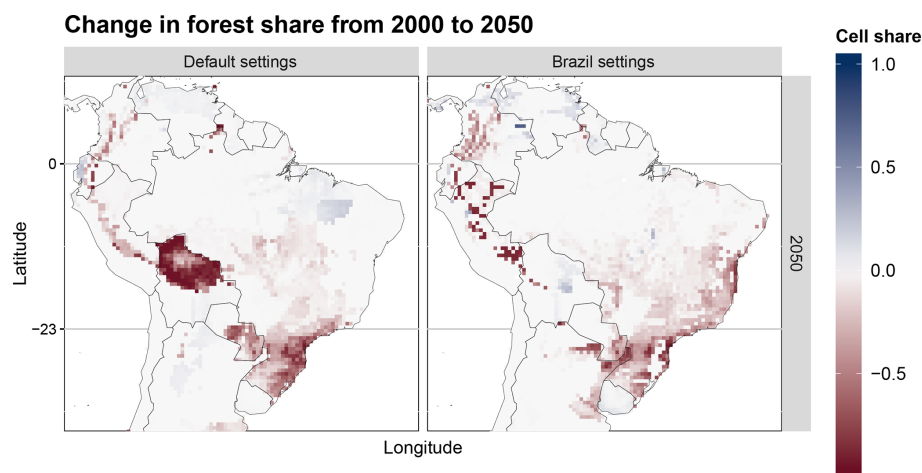 Change in forest share from 2000 to 2050
Default settings
Brazil settings
Cell share
1.0
0.5
0.0
−0.5
0
−23
Latitude
Longitude
2050